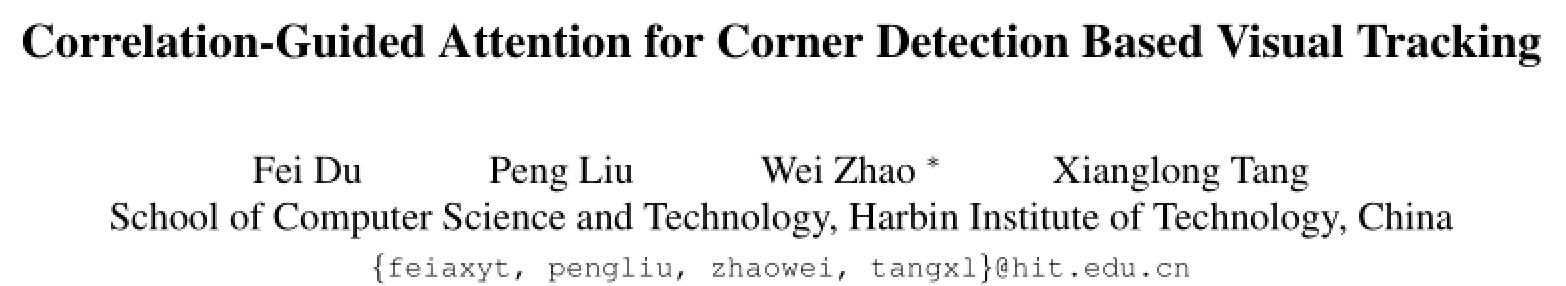 Correlation-Guided Attention for Corner Detection Based Visual Tracking
Fei Du Peng Liu Wei Zhao * Xianglong Tang
School of Computer Science and Technology, Harbin Institute of Technology, China
{feiaxyt, pengliu, zhaowei, tangxl}@hit.edu.cn